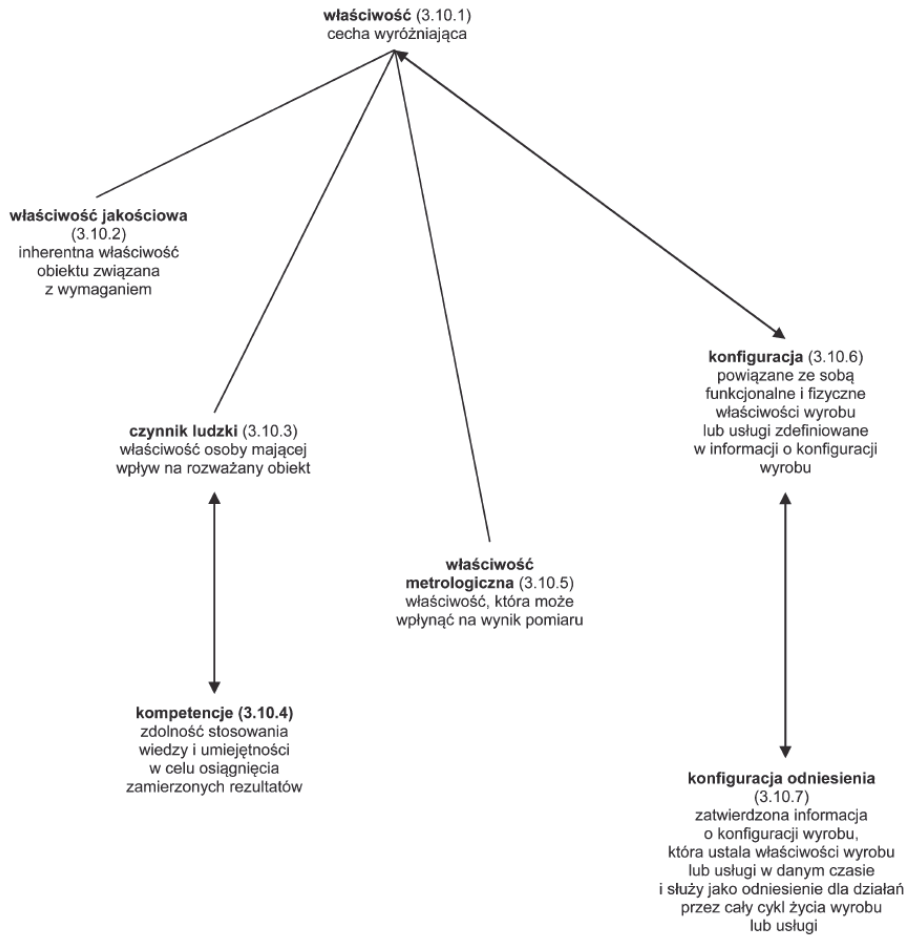 właściwość (3.10.1)
cecha wyróżniająca
właściwość jakościowa
(3.10.2)
inherentna właściwość
obiektu związana
z wymaganiem
konfiguracja (3.10.6)
powiązane ze sobą
funkcjonalne i fizyczne
właściwości wyrobu
lub usługi zdefiniowane
w informacji o konfiguracji
wyrobu
czynnik ludzki (3.10.3)
właściwość osoby mającej
wpływ na rozważany obiekt
właściwość
metrologiczna (3.10.5)
właściwość, która może
wpłynąć na wynik pomiaru
kompetencje (3.10.4)
zdolność stosowania
wiedzy i umiejętności
w celu osiągnięcia
zamierzonych rezultatów
konfiguracja odniesienia
(3.10.7)
zatwierdzona informacja
o konfiguracji wyrobu,
która ustala właściwości wyrobu
lub usługi w danym czasie
i służy jako odniesienie dla działań
przez cały cykl życia wyrobu
lub usługi